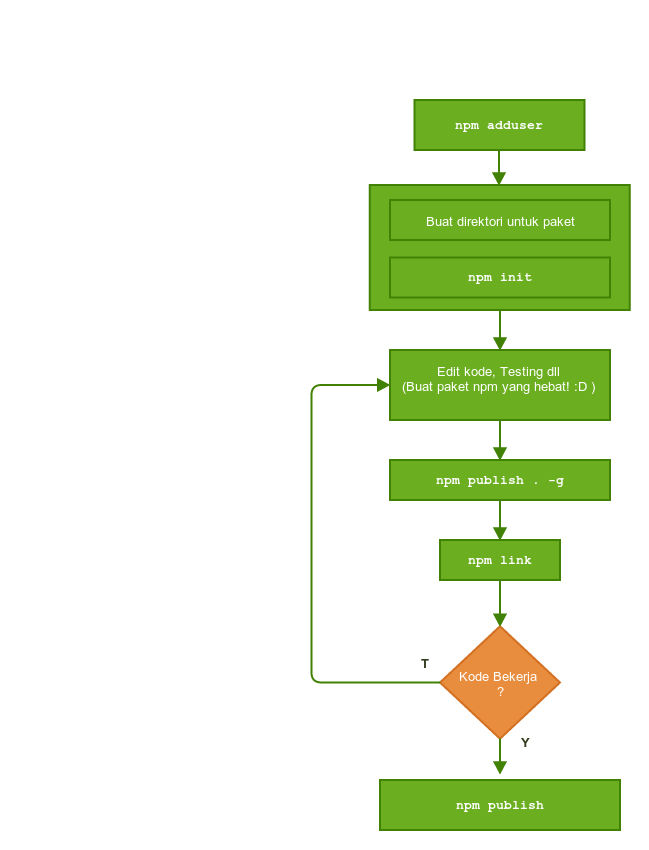 npm adduser
Buat direktori untuk paket
npm init
Edit kode, Testing dll
(Buat paket npm yang hebat! :D )
npm publish . -g
npm link
T
Kode Bekerja
?
Y
npm publish